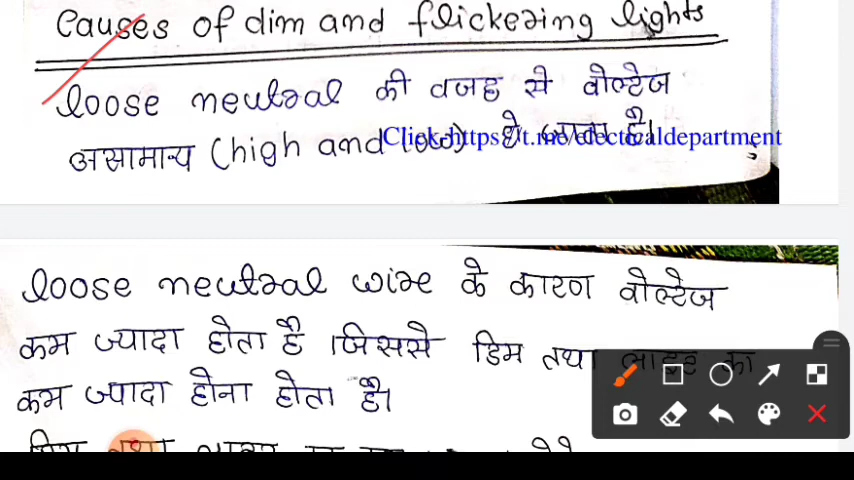 Causes of dim and flickering lights
loose neutral की वजह से वोल्टेज
असामान्य (high and low) हो जाता है।
Click-https://t.me/electricaldepartment
loose neutral wire के कारण वोल्टेज
कम ज्यादा होता है । जिससे डिम तथा लाइट का
कम ज्यादा होना होता है।